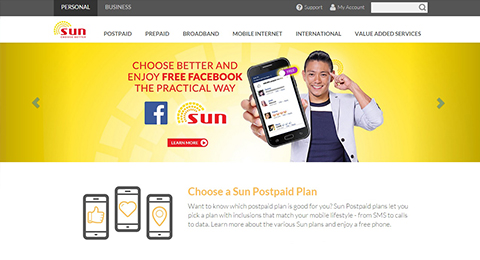 PERSONAL BUSINESS Support My Account
sun
POSTPAID PREPAID BROADBAND MOBILE INTERNET INTERNATIONAL VALUE ADDED SERVICES
CHOOSE BETTER AND
ENJOY FREE FACEBOOK
THE PRACTICAL WAY
f sun
LEARN MORE
Choose a Sun Postpaid Plan
Want to know which postpaid plan is good for you? Sun Postpaid plans let you
pick a plan with inclusions that match your mobile lifestyle - from SMS to calls
to data. Learn more about the various Sun plans and enjoy a free phone.